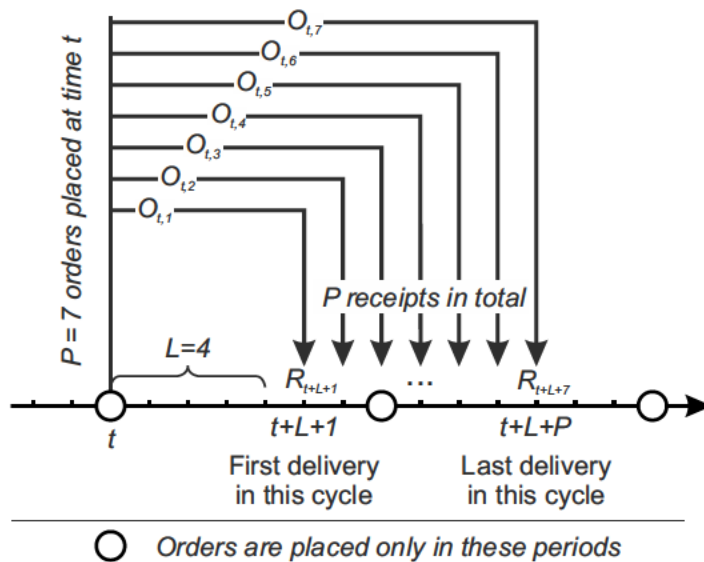 P = 7 orders placed at time t
O_{t,7}
O_{t,6}
O_{t,5}
O_{t,4}
O_{t,3}
O_{t,2}
O_{t,1}
P receipts in total
L=4
R_{t+L+1}
...
R_{t+L+7}
t
t+L+1
t+L+P
First delivery
in this cycle
Last delivery
in this cycle
Orders are placed only in these periods